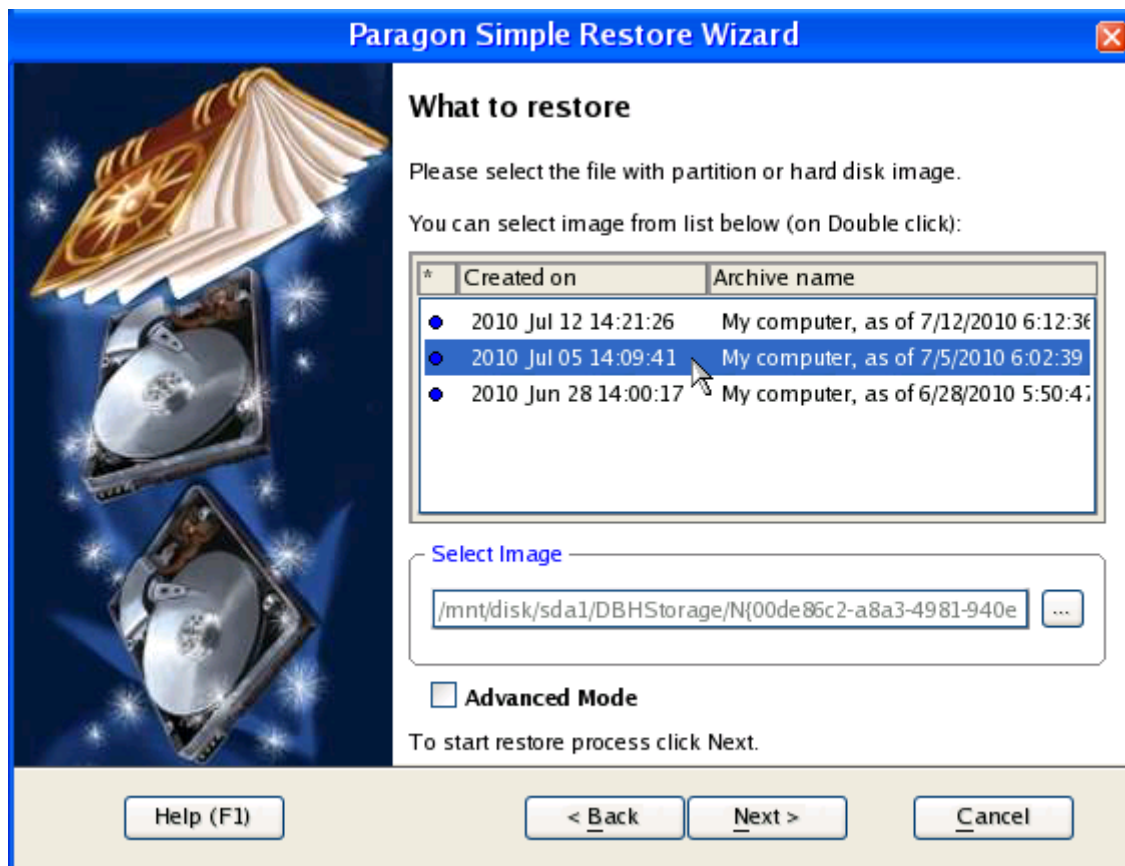 Paragon Simple Restore Wizard
What to restore
Please select the file with partition or hard disk image.
You can select image from list below (on Double click):
* Created on Archive name
2010 Jul 12 14:21:26 My computer, as of 7/12/2010 6:12:36
2010 Jul 05 14:09:41 My computer, as of 7/5/2010 6:02:39
2010 Jun 28 14:00:17 My computer, as of 6/28/2010 5:50:47
Select Image
/mnt/disk/sda1/DBHStorage/N{00de86c2-a8a3-4981-940e
...
Advanced Mode
To start restore process click Next.
Help (F1) < Back Next > Cancel